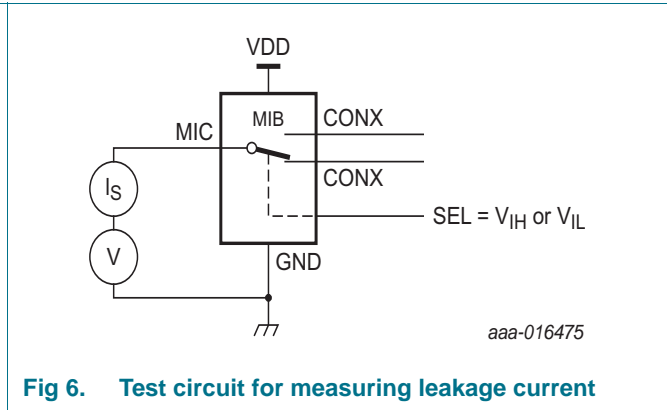 VDD
MIB
CONX
MIC
CONX
IS
SEL = VIH or VIL
V
GND
aaa-016475
Fig 6. Test circuit for measuring leakage current